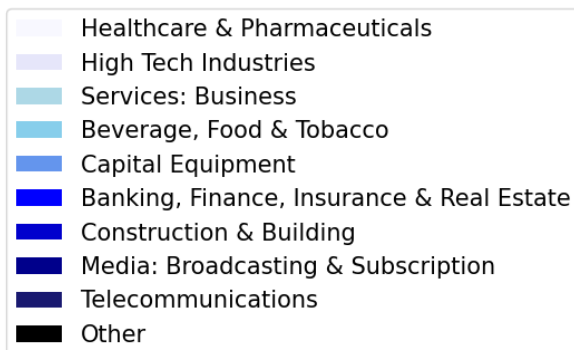 Healthcare & Pharmaceuticals
High Tech Industries
Services: Business
Beverage, Food & Tobacco
Capital Equipment
Banking, Finance, Insurance & Real Estate
Construction & Building
Media: Broadcasting & Subscription
Telecommunications
Other